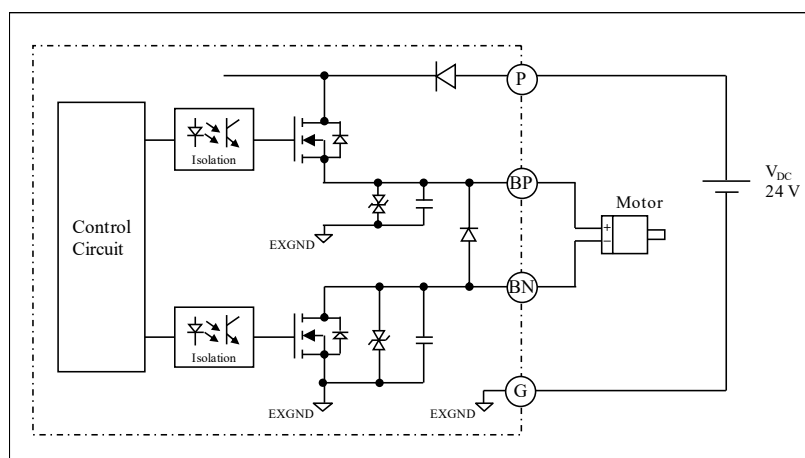 P
Isolation
BP
V_DC
24 V
Motor
+
−
EXGND
Control
Circuit
BN
Isolation
EXGND
EXGND
G